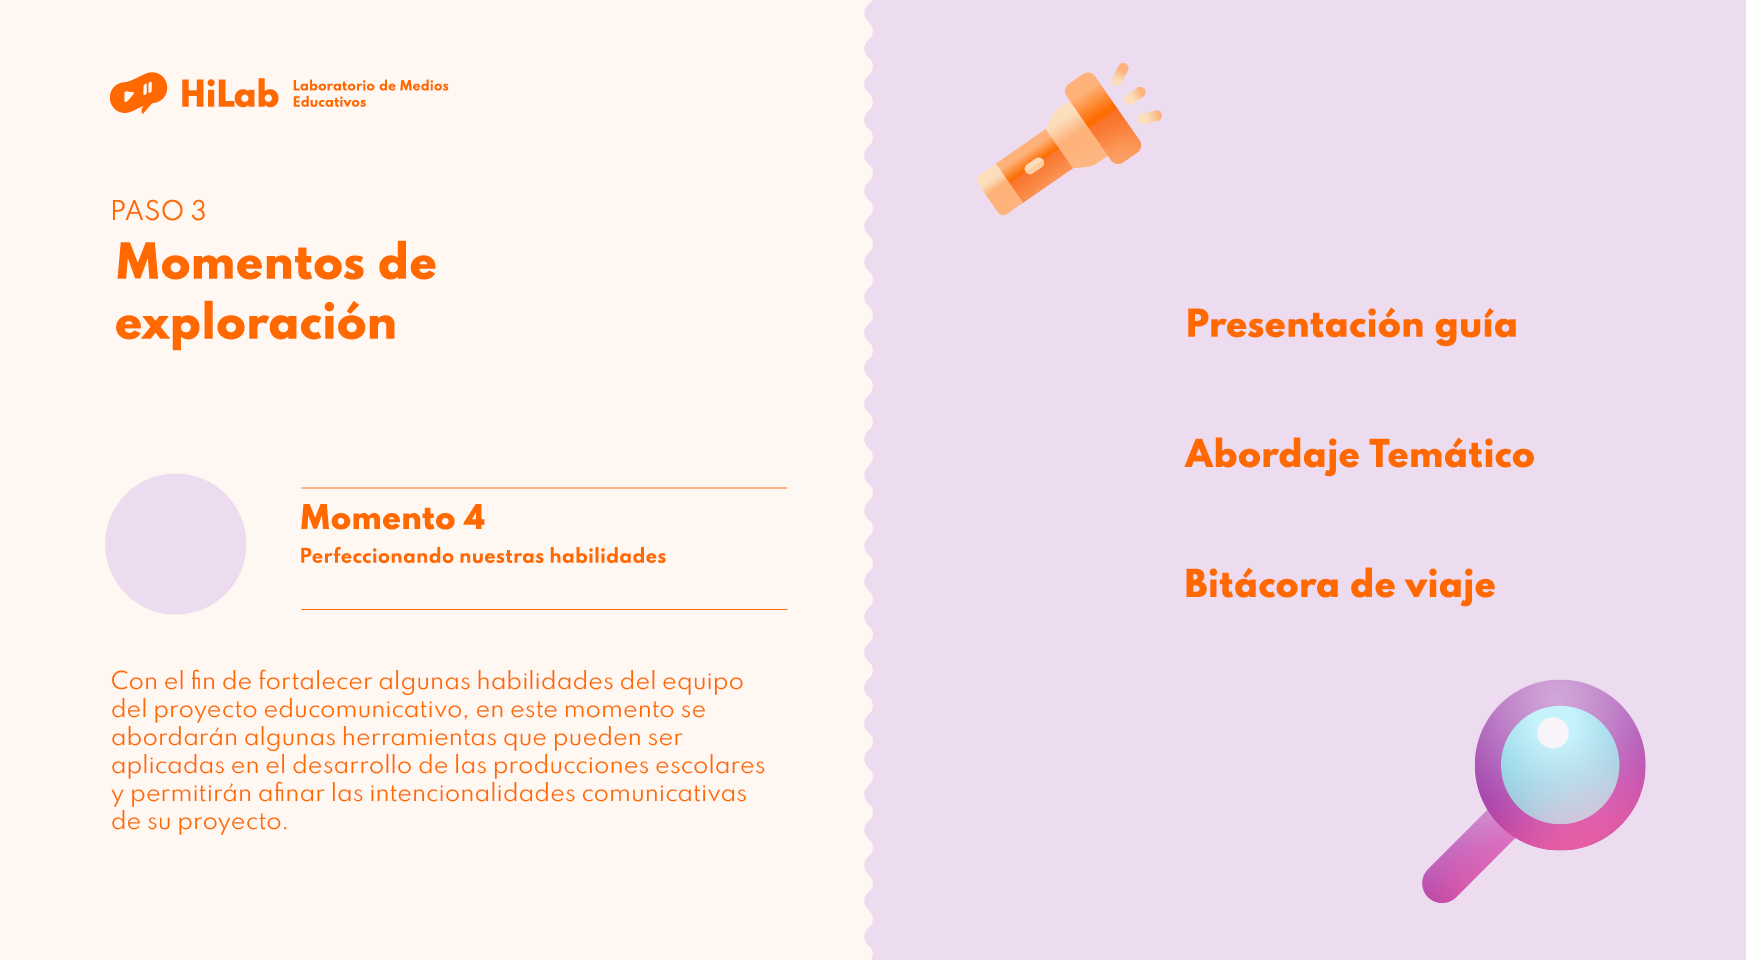 HiLab
Laboratorio de Medios
Educativos
PASO 3
Momentos de
exploración
Momento 4
Perfeccionando nuestras habilidades
Con el fin de fortalecer algunas habilidades del equipo
del proyecto educomunicativo, en este momento se
abordarán algunas herramientas que pueden ser
aplicadas en el desarrollo de las producciones escolares
y permitirán afinar las intencionalidades comunicativas
de su proyecto.
Presentación guía
Abordaje Temático
Bitácora de viaje